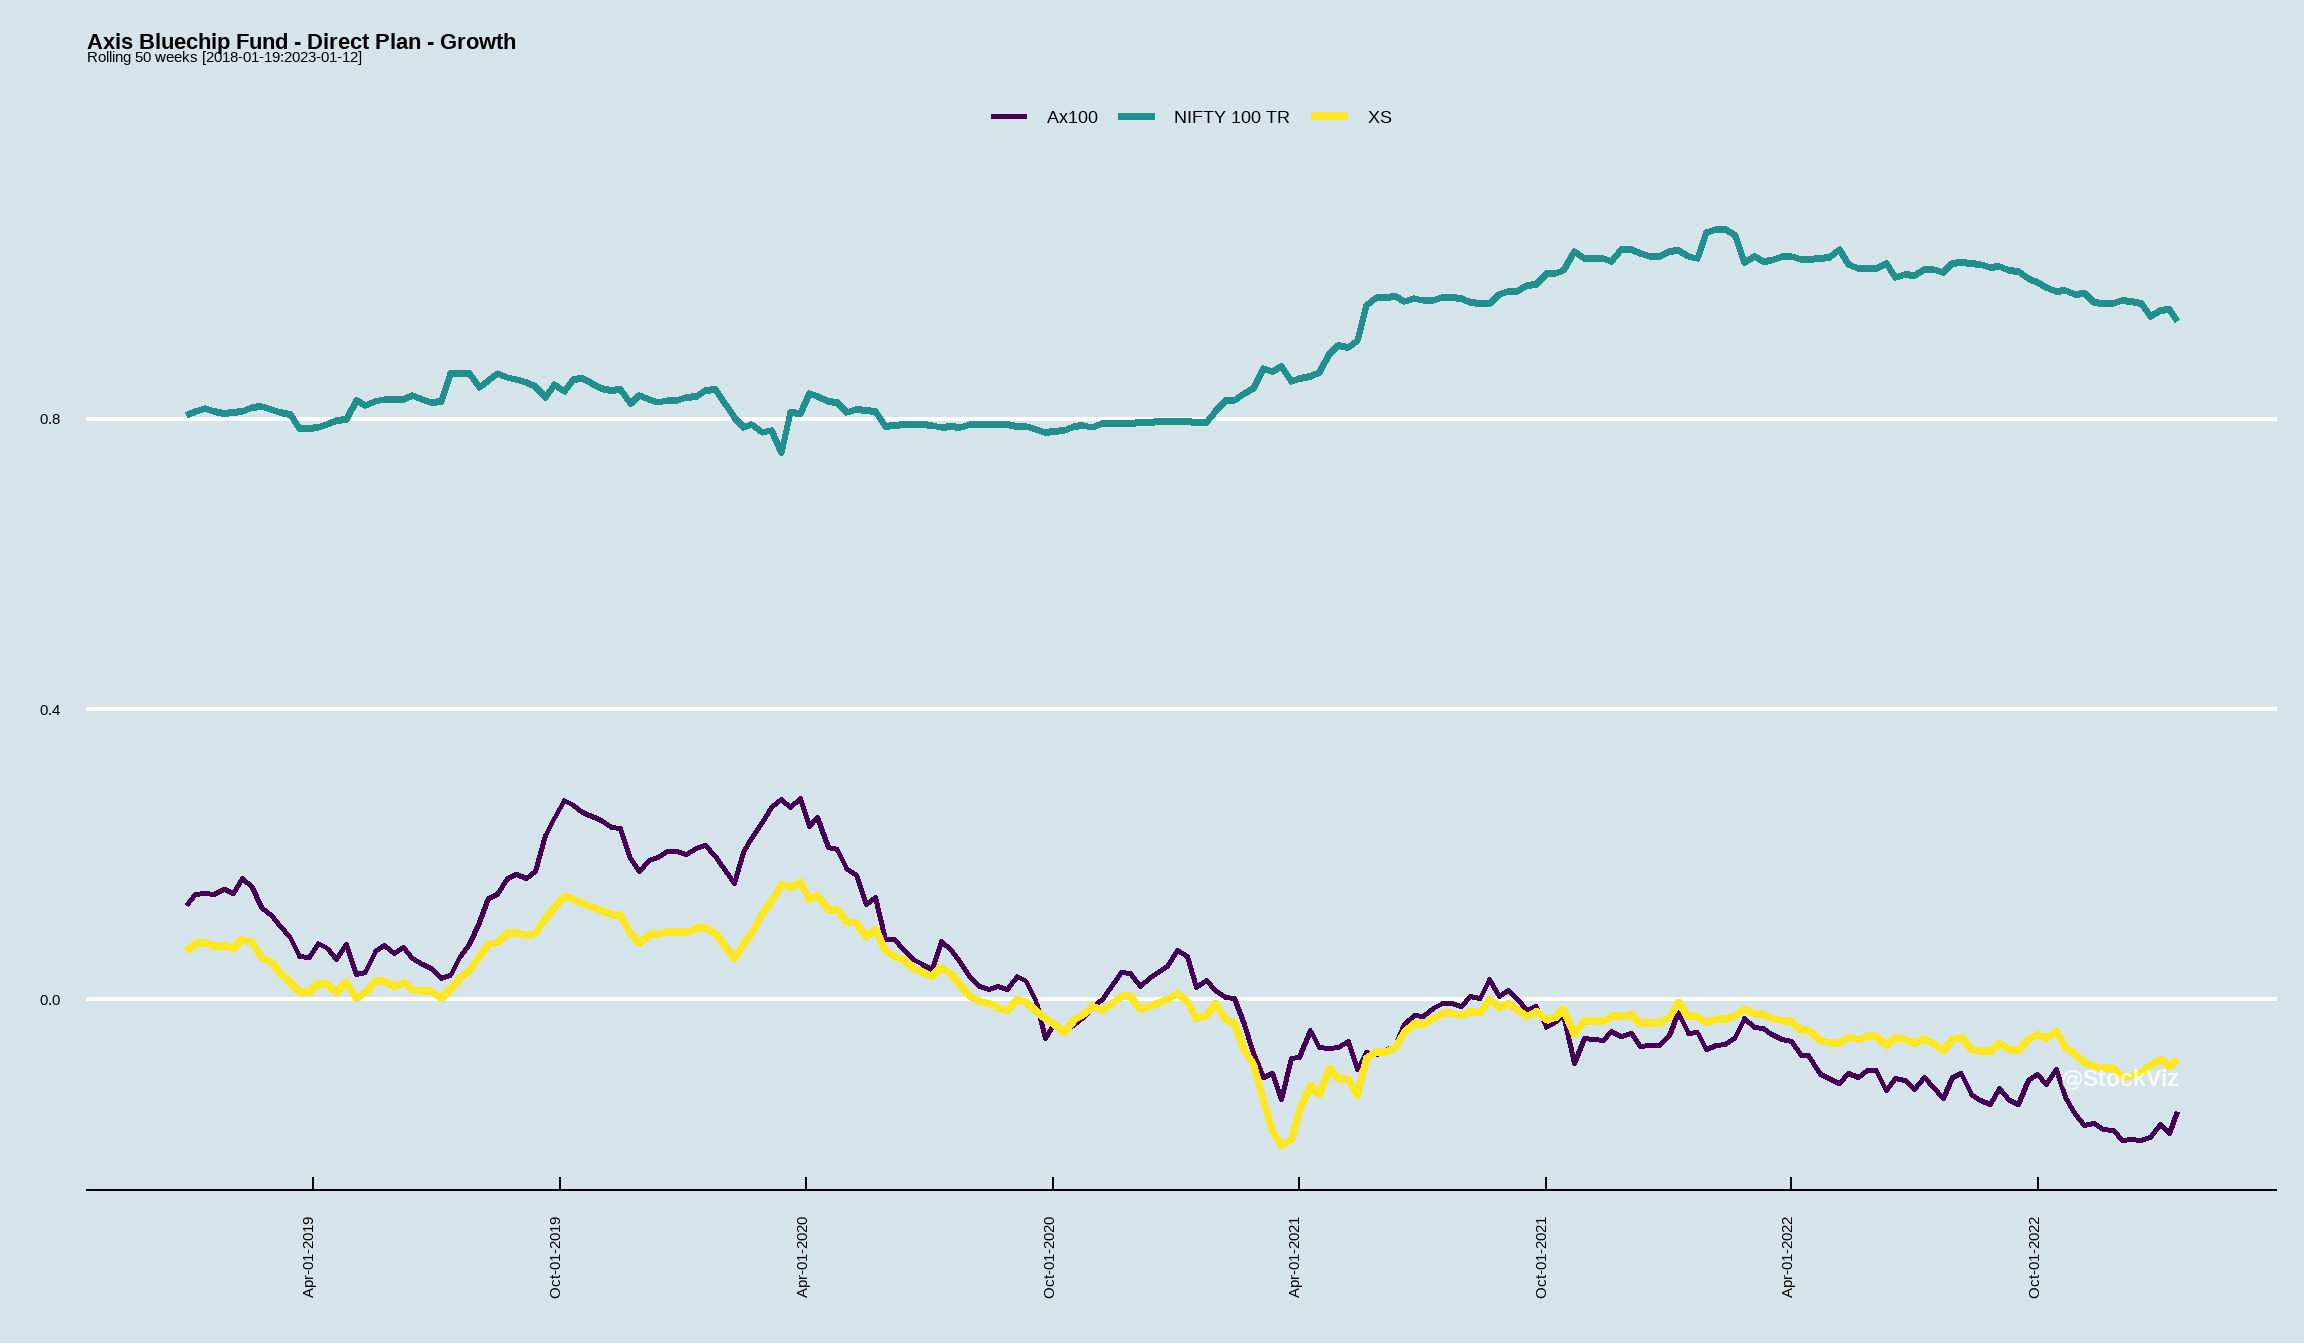 Axis Bluechip Fund - Direct Plan - Growth
Rolling 50 weeks [2018-01-19:2023-01-12]
Ax100 NIFTY 100 TR XS
0.8
0.4
0.0
@StockViz
Apr-01-2019
Oct-01-2019
Apr-01-2020
Oct-01-2020
Apr-01-2021
Oct-01-2021
Apr-01-2022
Oct-01-2022